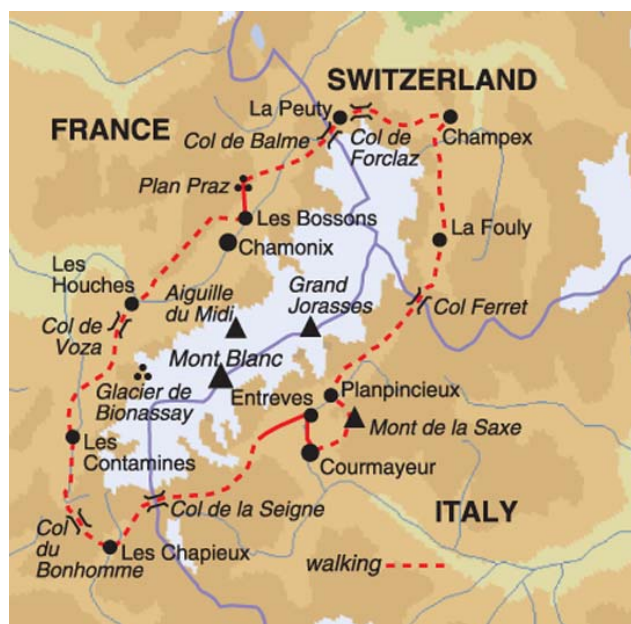 SWITZERLAND
FRANCE
La Peuty
Col de Balme
Col de
Forclaz
Champex
Plan Praz
Les Bossons
Chamonix
La Fouly
Les
Houches
Col de
Voza
Aiguille
du Midi
Grand
Jorasses
Col Ferret
Mont Blanc
Glacier de
Bionassay
Entreves
Planpincieux
Mont de la Saxe
Les
Contamines
Courmayeur
Col de la Seigne
ITALY
Col
du
Bonhomme
Les Chapieux
walking